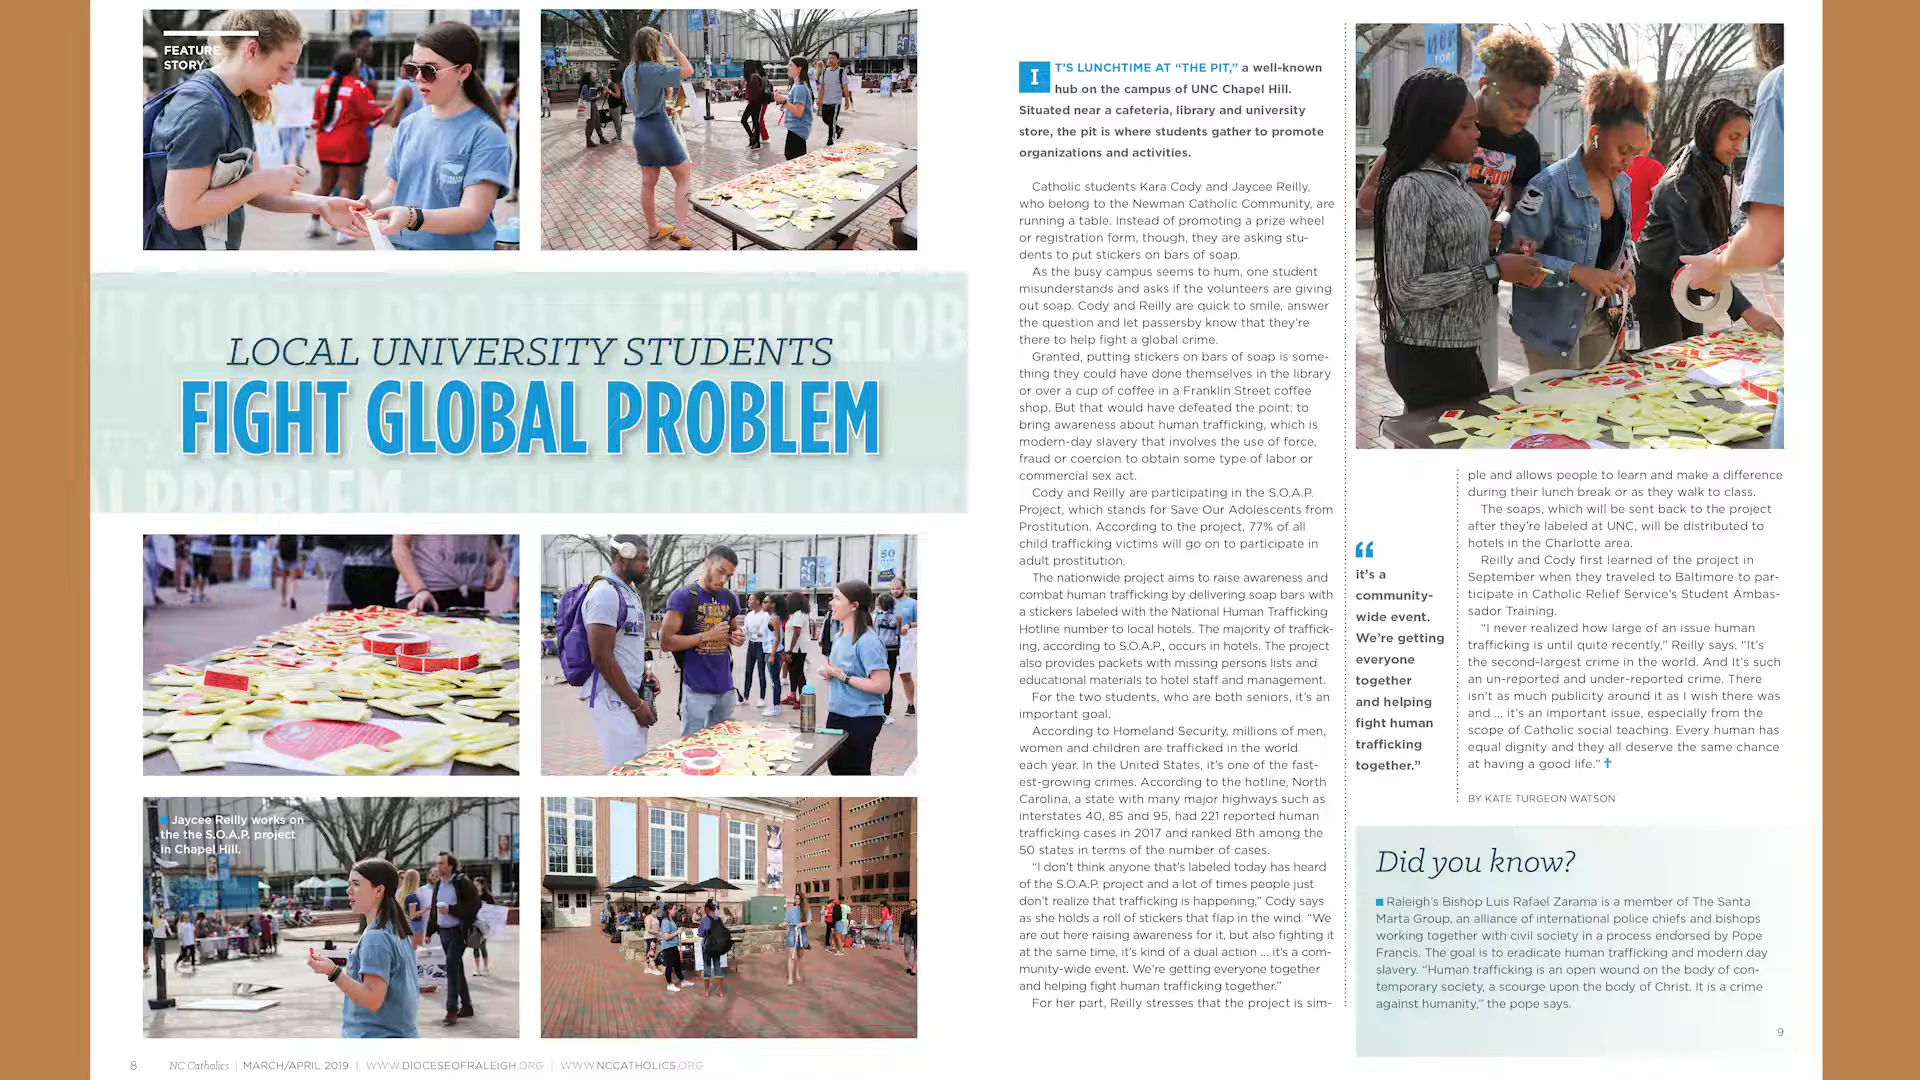 FEATURE
STORY
LOCAL UNIVERSITY STUDENTS
FIGHT GLOBAL PROBLEM
Jaycee Reilly works on
the the S.O.A.P. project
in Chapel Hill.
8 NC Catholics | MARCH/APRIL 2019 | WWW.DIOCESEOFRALEIGH.ORG | WWW.NCCATHOLICS.ORG
IT’S LUNCHTIME AT “THE PIT,” a well-known
hub on the campus of UNC Chapel Hill.
Situated near a cafeteria, library and university
store, the pit is where students gather to promote
organizations and activities.
Catholic students Kara Cody and Jaycee Reilly,
who belong to the Newman Catholic Community, are
running a table. Instead of promoting a prize wheel
or registration form, though, they are asking stu-
dents to put stickers on bars of soap.
As the busy campus seems to hum, one student
misunderstands and asks if the volunteers are giving
out soap. Cody and Reilly are quick to smile, answer
the question and let passersby know that they’re
there to help fight a global crime.
Granted, putting stickers on bars of soap is some-
thing they could have done themselves in the library
or over a cup of coffee in a Franklin Street coffee
shop. But that would have defeated the point: to
bring awareness about human trafficking, which is
modern-day slavery that involves the use of force,
fraud or coercion to obtain some type of labor or
commercial sex act.
Cody and Reilly are participating in the S.O.A.P.
Project, which stands for Save Our Adolescents from
Prostitution. According to the project, 77% of all
child trafficking victims will go on to participate in
adult prostitution.
The nationwide project aims to raise awareness and
combat human trafficking by delivering soap bars with
a stickers labeled with the National Human Trafficking
Hotline number to local hotels. The majority of traffick-
ing, according to S.O.A.P., occurs in hotels. The project
also provides packets with missing persons lists and
educational materials to hotel staff and management.
For the two students, who are both seniors, it’s an
important goal.
According to Homeland Security, millions of men,
women and children are trafficked in the world
each year. In the United States, it’s one of the fast-
est-growing crimes. According to the hotline, North
Carolina, a state with many major highways such as
interstates 40, 85 and 95, had 221 reported human
trafficking cases in 2017 and ranked 8th among the
50 states in terms of the number of cases.
“I don’t think anyone that’s labeled today has heard
of the S.O.A.P. project and a lot of times people just
don’t realize that trafficking is happening,” Cody says
as she holds a roll of stickers that flap in the wind. “We
are out here raising awareness for it, but also fighting it
at the same time, it’s kind of a dual action ... it’s a com-
munity-wide event. We’re getting everyone together
and helping fight human trafficking together.”
For her part, Reilly stresses that the project is sim-
“
it’s a
community-
wide event.
We’re getting
everyone
together
and helping
fight human
trafficking
together.”
ple and allows people to learn and make a difference
during their lunch break or as they walk to class.
The soaps, which will be sent back to the project
after they’re labeled at UNC, will be distributed to
hotels in the Charlotte area.
Reilly and Cody first learned of the project in
September when they traveled to Baltimore to par-
ticipate in Catholic Relief Service’s Student Ambas-
sador Training.
“I never realized how large of an issue human
trafficking is until quite recently,” Reilly says. “It’s
the second-largest crime in the world. And It’s such
an un-reported and under-reported crime. There
isn’t as much publicity around it as I wish there was
and ... it’s an important issue, especially from the
scope of Catholic social teaching. Every human has
equal dignity and they all deserve the same chance
at having a good life.” ✝
BY KATE TURGEON WATSON
Did you know?
Raleigh’s Bishop Luis Rafael Zarama is a member of The Santa
Marta Group, an alliance of international police chiefs and bishops
working together with civil society in a process endorsed by Pope
Francis. The goal is to eradicate human trafficking and modern day
slavery. “Human trafficking is an open wound on the body of con-
temporary society, a scourge upon the body of Christ. It is a crime
against humanity,” the pope says.
9